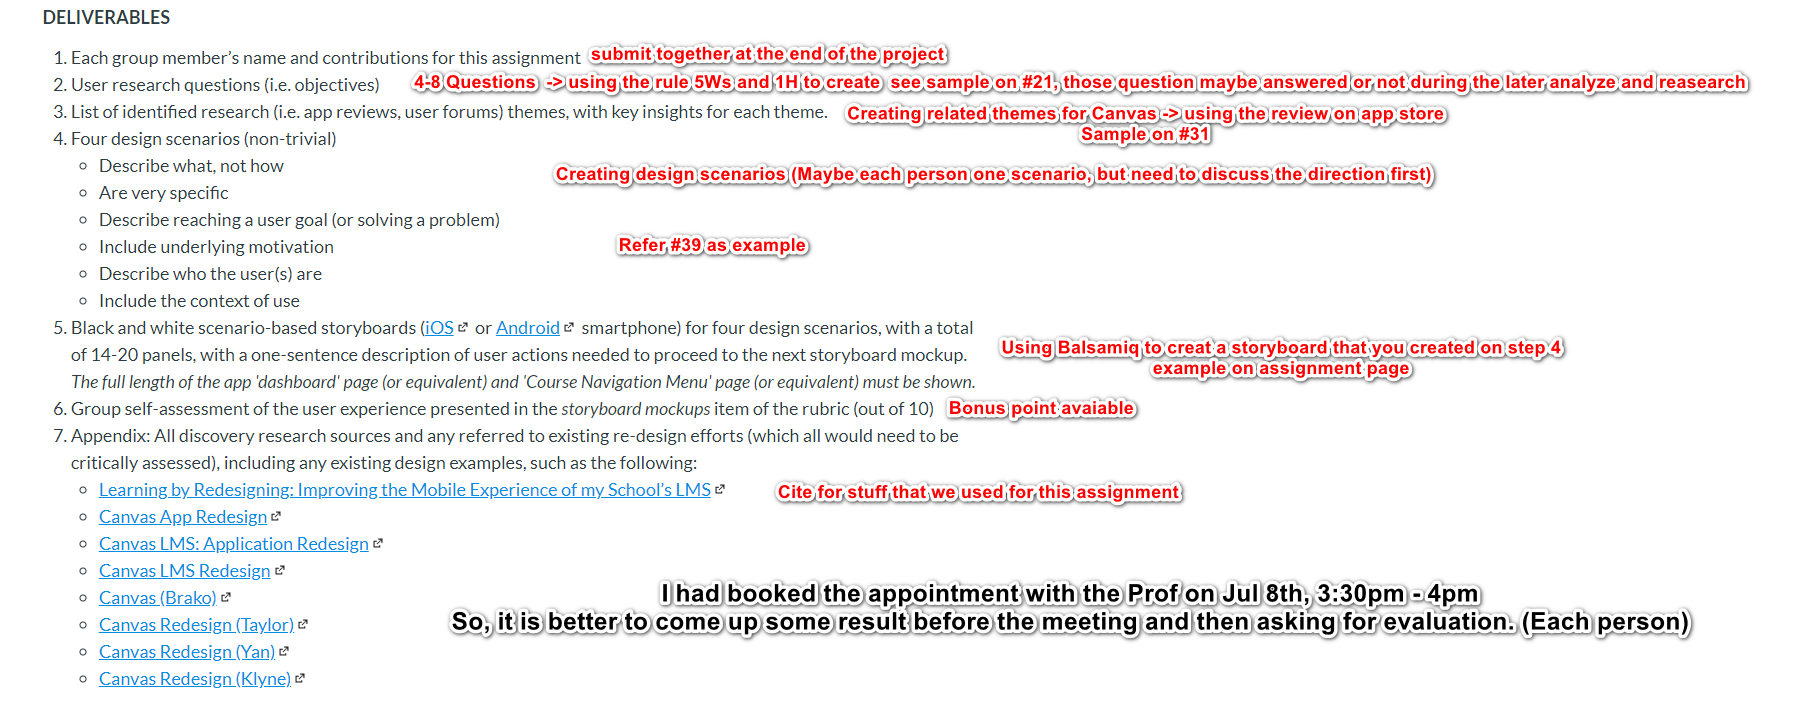 DELIVERABLES
1. Each group member's name and contributions for this assignment submit together at the end of the project
2. User research questions (i.e. objectives) 4-8 Questions -> using the rule 5Ws and 1H to create see sample on #21, those question maybe answered or not during the later analyze and reasearch
3. List of identified research (i.e. app reviews, user forums) themes, with key insights for each theme. Creating related themes for Canvas -> using the review on app store
Sample on #31
4. Four design scenarios (non-trivial)
Describe what, not how
Creating design scenarios (Maybe each person one scenario, but need to discuss the direction first)
Are very specific
Describe reaching a user goal (or solving a problem)
Include underlying motivation Refer #39 as example
Describe who the user(s) are
Include the context of use
5. Black and white scenario-based storyboards (iOS or Android smartphone) for four design scenarios, with a total
of 14-20 panels, with a one-sentence description of user actions needed to proceed to the next storyboard mockup.
The full length of the app 'dashboard' page (or equivalent) and 'Course Navigation Menu' page (or equivalent) must be shown.
Using Balsamiq to creat a storyboard that you created on step 4
example on assignment page
6. Group self-assessment of the user experience presented in the storyboard mockups item of the rubric (out of 10) Bonus point avaiable
7. Appendix: All discovery research sources and any referred to existing re-design efforts (which all would need to be
critically assessed), including any existing design examples, such as the following:
Learning by Redesigning: Improving the Mobile Experience of my School's LMS Cite for stuff that we used for this assignment
Canvas App Redesign
Canvas LMS: Application Redesign
Canvas LMS Redesign
Canvas (Brako)
Canvas Redesign (Taylor)
Canvas Redesign (Yan)
Canvas Redesign (Klyne)
I had booked the appointment with the Prof on Jul 8th, 3:30pm - 4pm
So, it is better to come up some result before the meeting and then asking for evaluation. (Each person)